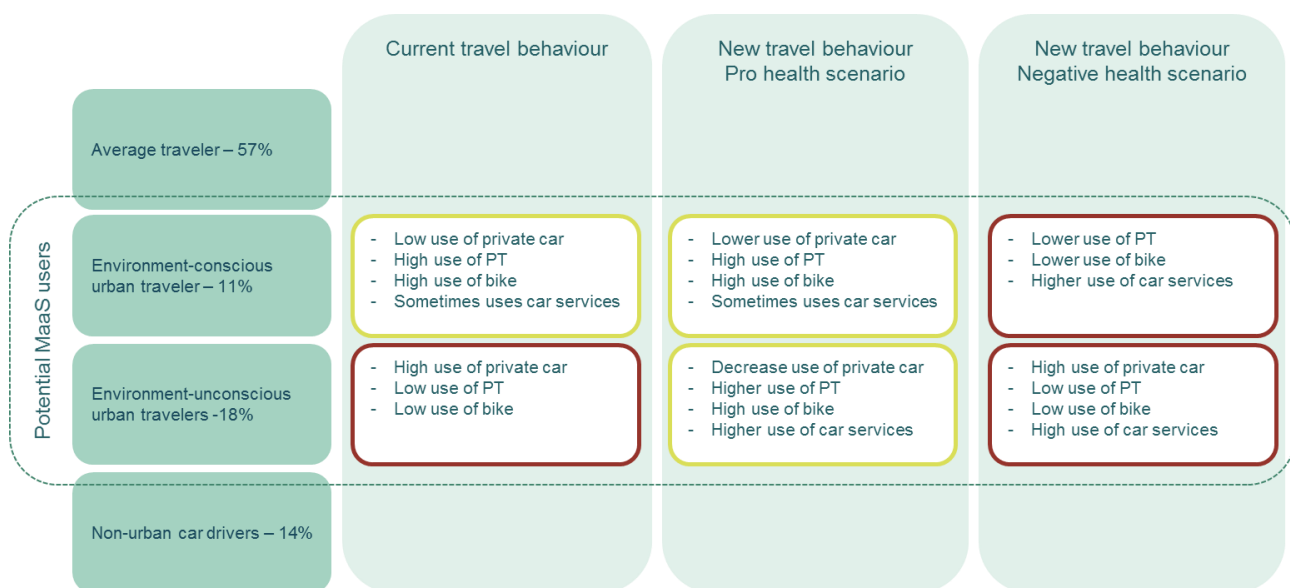 Current travel behaviour
New travel behaviour
Pro health scenario
New travel behaviour
Negative health scenario
Average traveler – 57%
Potential MaaS users
Environment-conscious
urban traveler – 11%
- Low use of private car
- High use of PT
- High use of bike
- Sometimes uses car services
- Lower use of private car
- High use of PT
- High use of bike
- Sometimes uses car services
- Lower use of PT
- Lower use of bike
- Higher use of car services
Environment-unconscious
urban travelers -18%
- High use of private car
- Low use of PT
- Low use of bike
- Decrease use of private car
- Higher use of PT
- High use of bike
- Higher use of car services
- High use of private car
- Low use of PT
- Low use of bike
- High use of car services
Non-urban car drivers – 14%